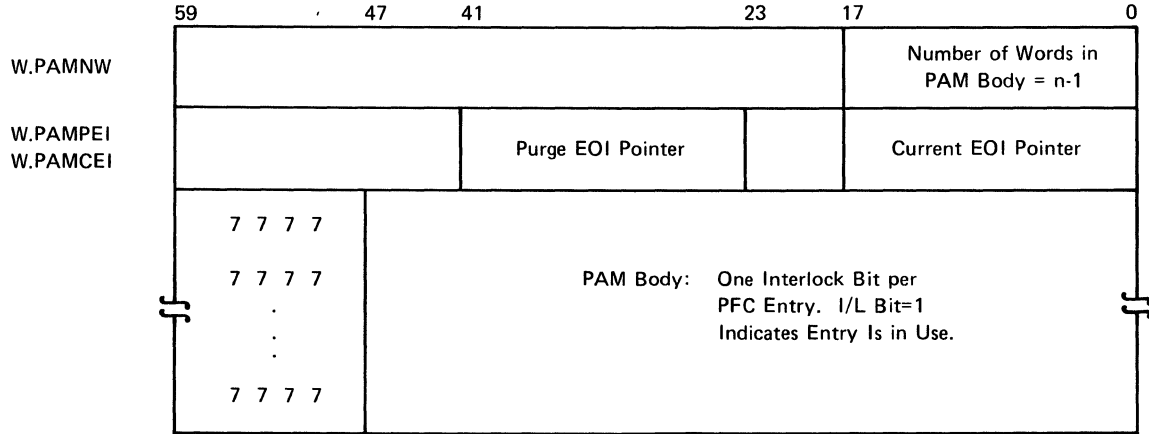 59 47 41 23 17 0
W.PAMNW
Number of Words in
PAM Body = n-1
W.PAMPEI
W.PAMCEI
Purge EOI Pointer
Current EOI Pointer
7 7 7 7
7 7 7 7
.
.
.
7 7 7 7
PAM Body: One Interlock Bit per
PFC Entry. I/L Bit=1
Indicates Entry Is in Use.